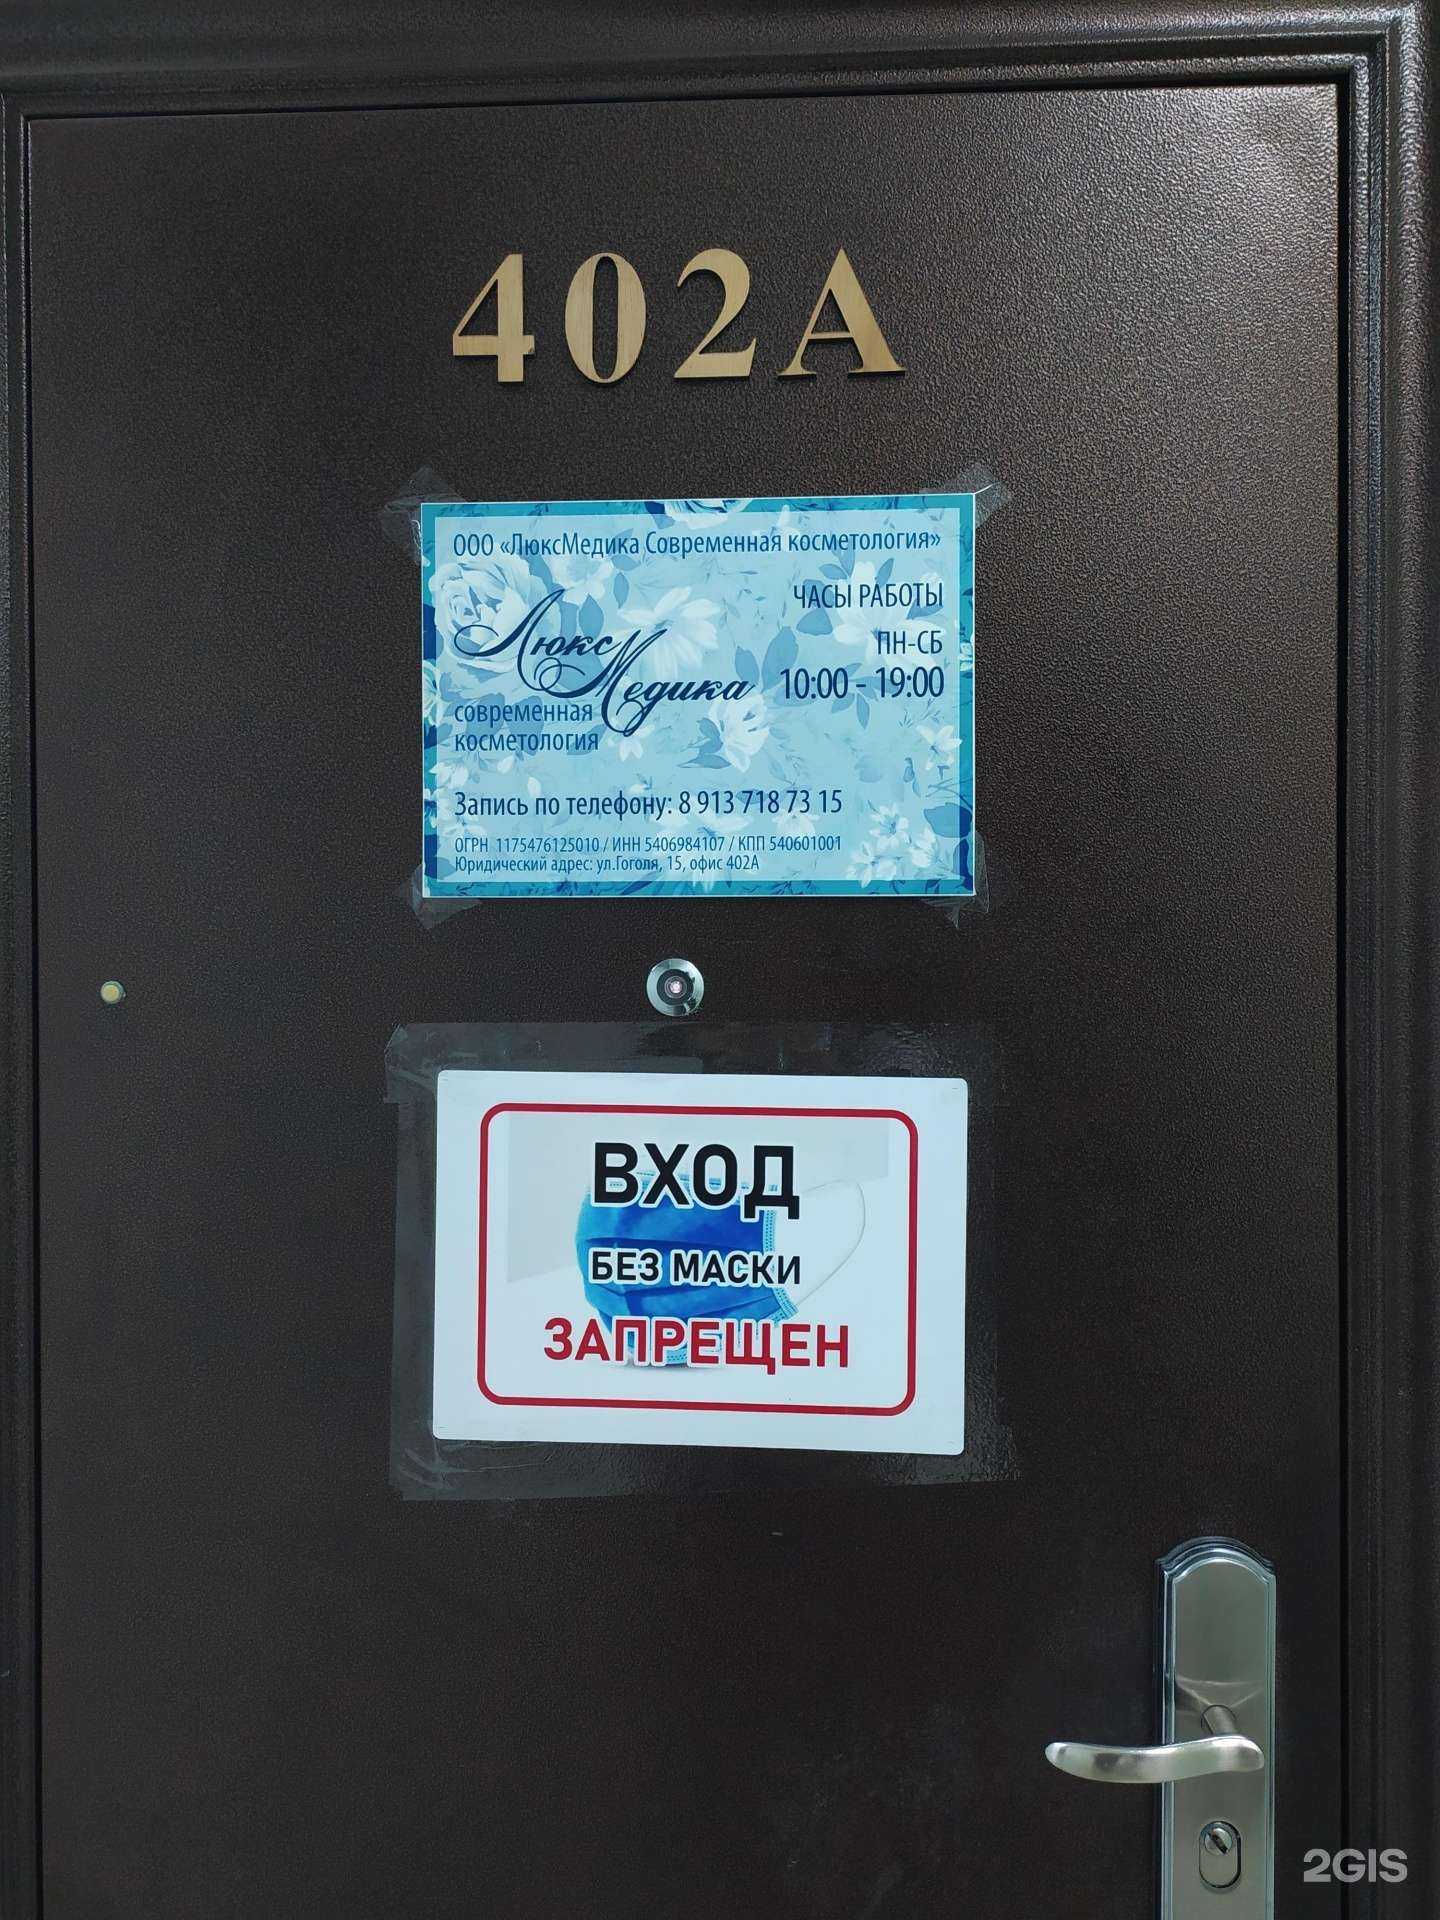 402А
ООО «ЛюксМедика Современная косметология»
ЧАСЫ РАБОТЫ
ПН-СБ
10:00 - 19:00
Люкс
Медика
современная
косметология
Запись по телефону: 8 913 718 73 15
ОГРН 1175476125010 / ИНН 5406984107 / КПП 540601001
Юридический адрес: ул.Гоголя, 15, офис 402А
ВХОД
БЕЗ МАСКИ
ЗАПРЕЩЕН
2GIS